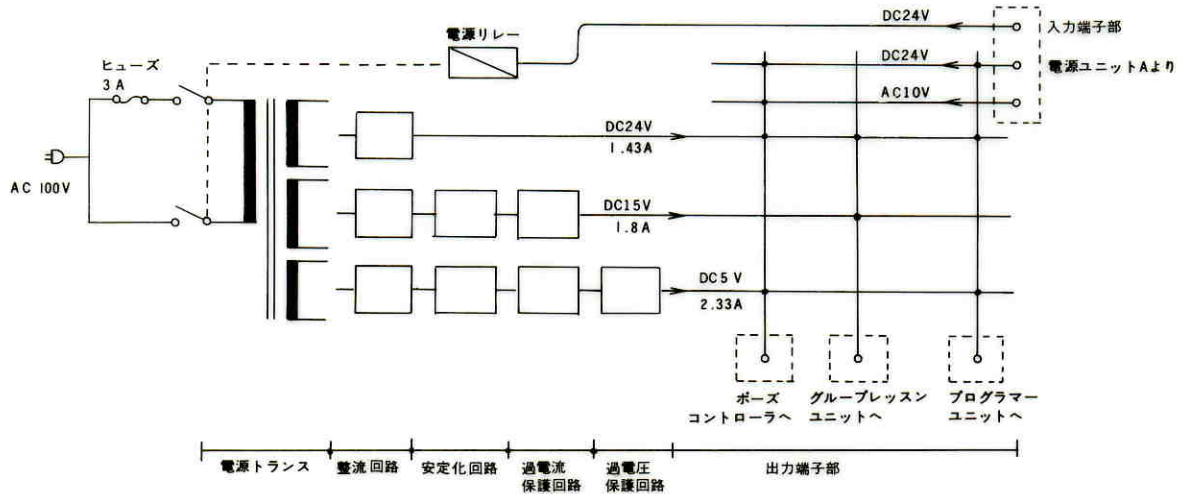 DC24V
入力端子部
電源リレー
DC24V
電源ユニットAより
ヒューズ
3A
AC10V
DC24V
1.43A
AC 100V
DC15V
1.8A
DC5V
2.33A
ポーズ
コントローラへ
グループレッスン
ユニットへ
プログラマー
ユニットへ
電源トランス
整流回路
安定化回路
過電流
保護回路
過電圧
保護回路
出力端子部